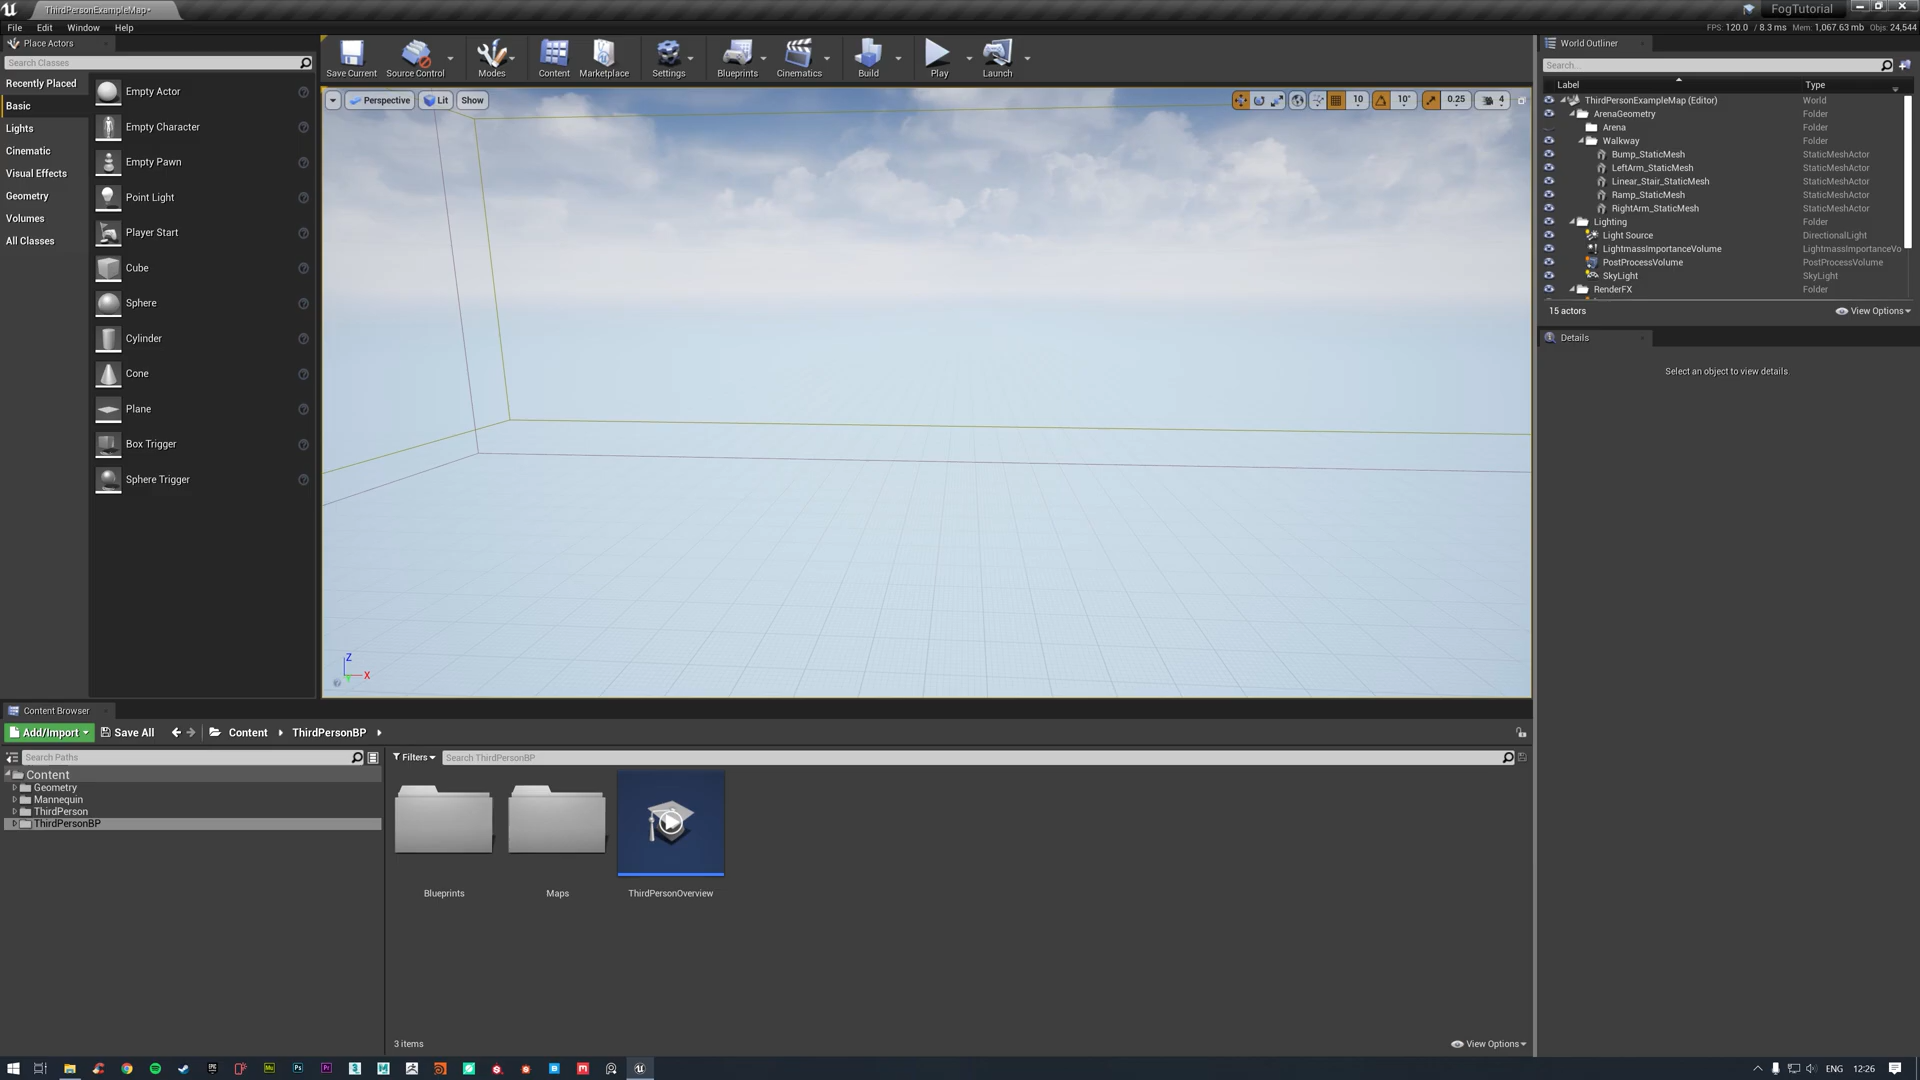 ThirdPersonExampleMap•
FogTutorial
File Edit Window Help
FPS: 120.0 / 8.3 ms Mem: 1,067.63 mb Objs: 24,544
Place Actors
Search Classes
Recently Placed
Basic
Lights
Cinematic
Visual Effects
Geometry
Volumes
All Classes
Empty Actor
Empty Character
Empty Pawn
Point Light
Player Start
Cube
Sphere
Cylinder
Cone
Plane
Box Trigger
Sphere Trigger
Save Current Source Control Modes Content Marketplace Settings Blueprints Cinematics Build Play Launch
Perspective Lit Show
10 10° 0.25 4
Z
X
World Outliner
Search...
Label Type
ThirdPersonExampleMap (Editor) World
ArenaGeometry Folder
Arena Folder
Walkway Folder
Bump_StaticMesh StaticMeshActor
LeftArm_StaticMesh StaticMeshActor
Linear_Stair_StaticMesh StaticMeshActor
Ramp_StaticMesh StaticMeshActor
RightArm_StaticMesh StaticMeshActor
Lighting Folder
Light Source DirectionalLight
LightmassImportanceVolume LightmassImportanceVo
PostProcessVolume PostProcessVolume
SkyLight SkyLight
RenderFX Folder
15 actors
View Options
Details
Select an object to view details.
Content Browser
Add/Import Save All Content ThirdPersonBP
Search Paths
Content
Geometry
Mannequin
ThirdPerson
ThirdPersonBP
Filters
Search ThirdPersonBP
Blueprints Maps ThirdPersonOverview
3 items
View Options
Mu Ps Pr 3 M B M
ENG 12:26